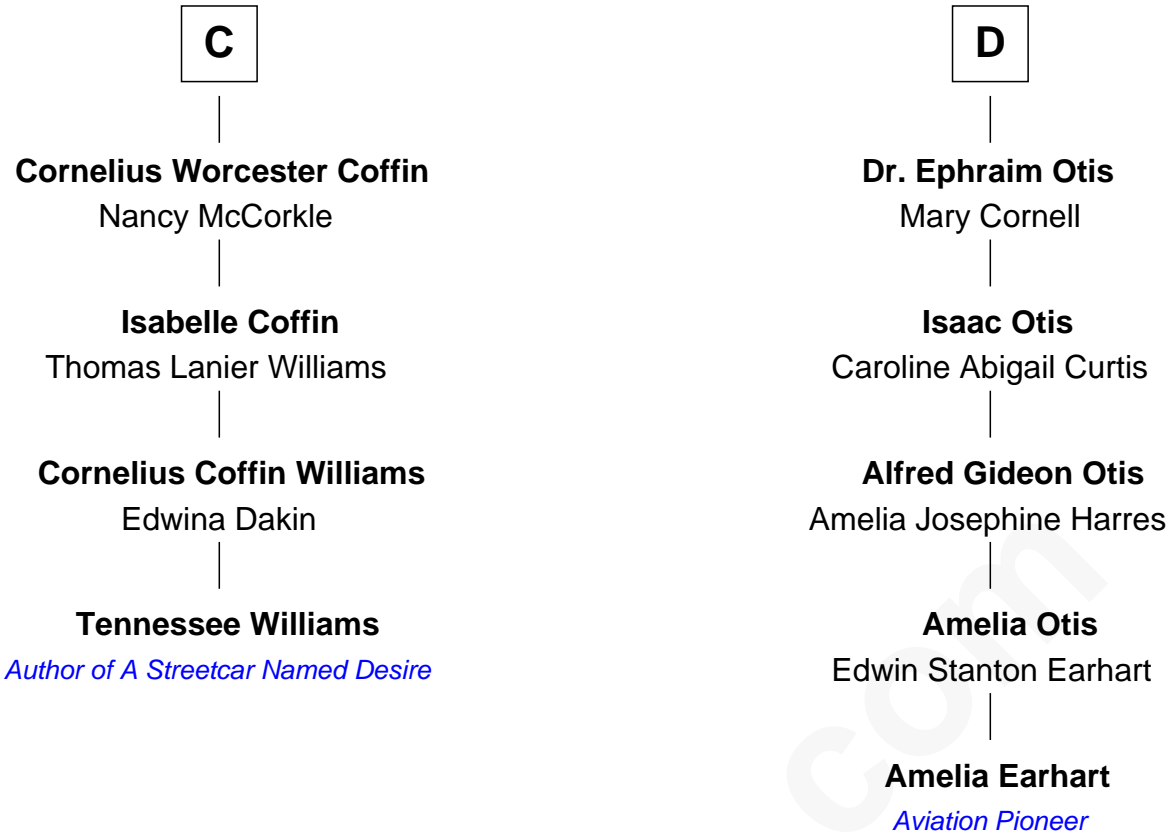 C
Cornelius Worcester Coffin
Nancy McCorkle
Isabelle Coffin
Thomas Lanier Williams
Cornelius Coffin Williams
Edwina Dakin
Tennessee Williams
Author of A Streetcar Named Desire
D
Dr. Ephraim Otis
Mary Cornell
Isaac Otis
Caroline Abigail Curtis
Alfred Gideon Otis
Amelia Josephine Harres
Amelia Otis
Edwin Stanton Earhart
Amelia Earhart
Aviation Pioneer
com